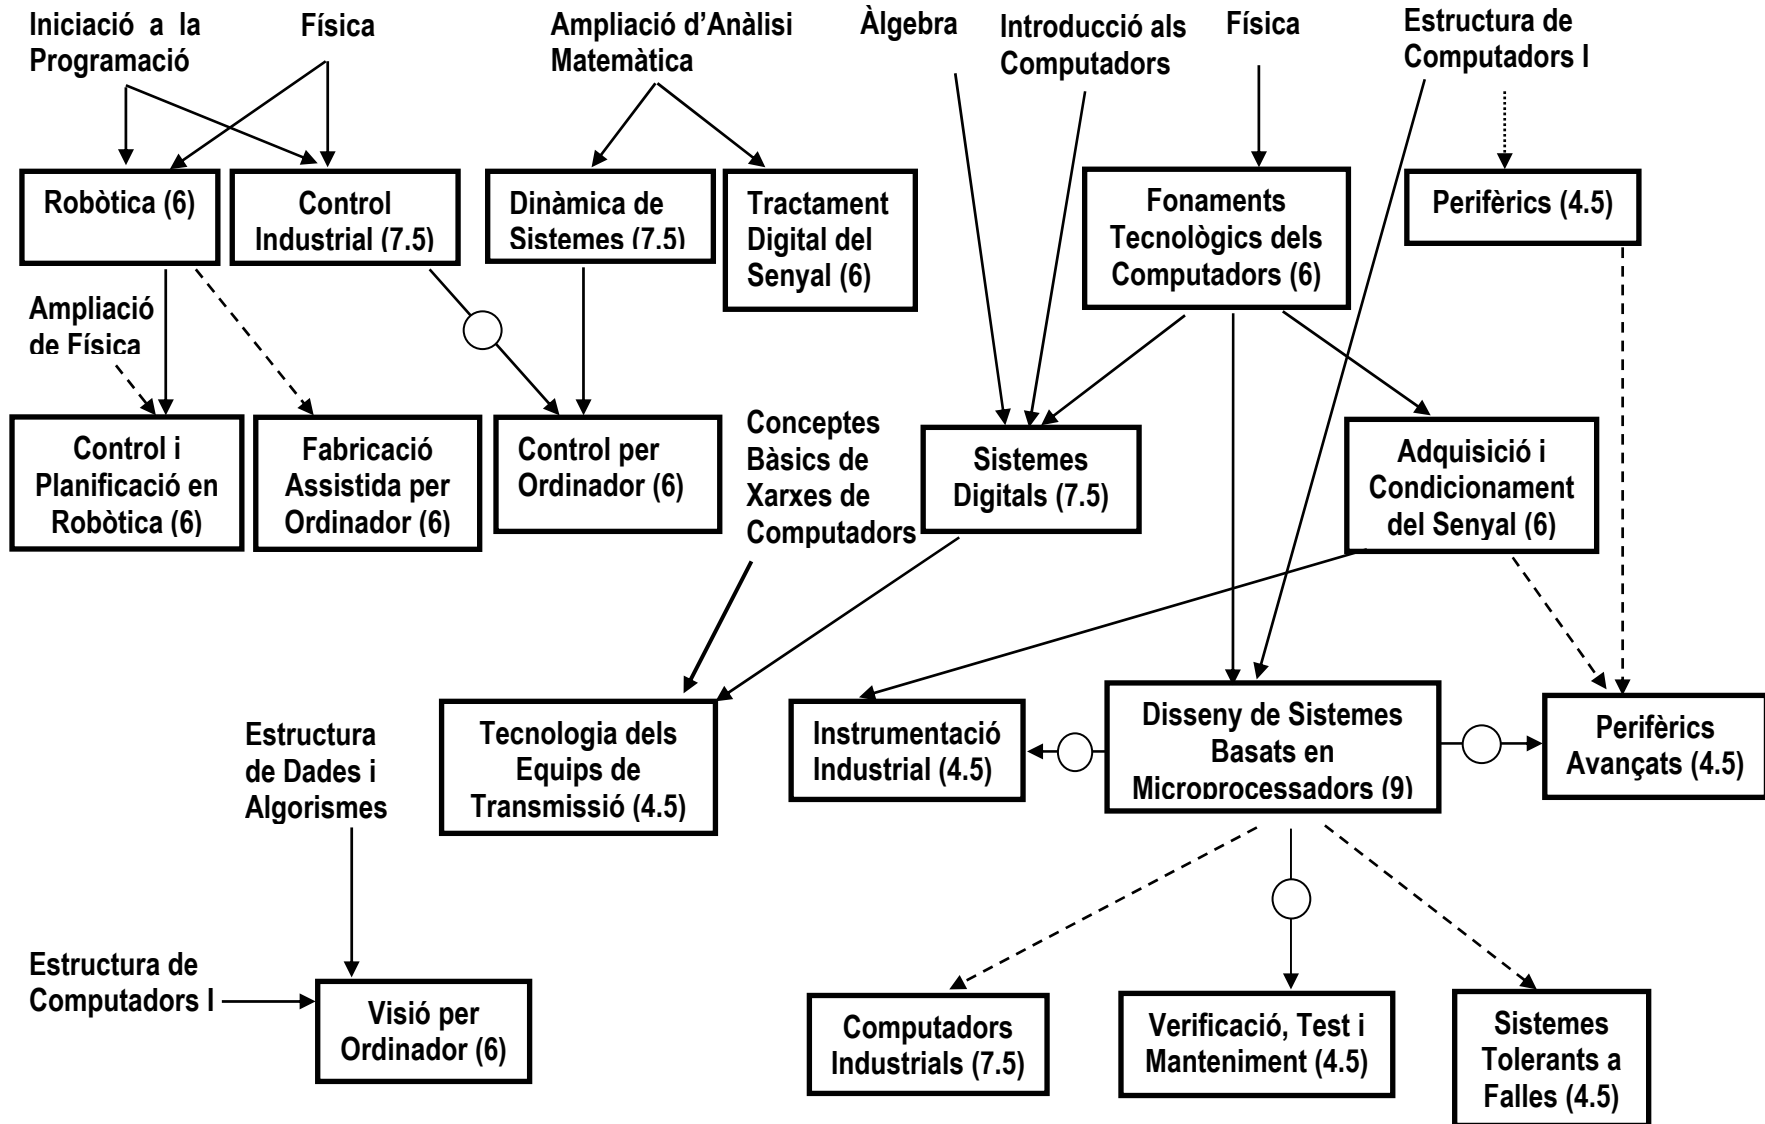 Iniciació a la
Programació
Física
Ampliació d'Anàlisi
Matemàtica
Àlgebra
Introducció als
Computadors
Física
Estructura de
Computadors I
Robòtica (6)
Control
Industrial (7.5)
Dinàmica de
Sistemes (7.5)
Tractament
Digital del
Senyal (6)
Fonaments
Tecnològics dels
Computadors (6)
Perifèrics (4.5)
Ampliació
de Física
Control i
Planificació en
Robòtica (6)
Fabricació
Assistida per
Ordinador (6)
Control per
Ordinador (6)
Conceptes
Bàsics de
Xarxes de
Computadors
Sistemes
Digitals (7.5)
Adquisició i
Condicionament
del Senyal (6)
Estructura
de Dades i
Algorismes
Tecnologia dels
Equips de
Transmissió (4.5)
Instrumentació
Industrial (4.5)
Disseny de Sistemes
Basats en
Microprocessadors (9)
Perifèrics
Avançats (4.5)
Estructura de
Computadors I
Visió per
Ordinador (6)
Computadors
Industrials (7.5)
Verificació, Test i
Manteniment (4.5)
Sistemes
Tolerants a
Falles (4.5)